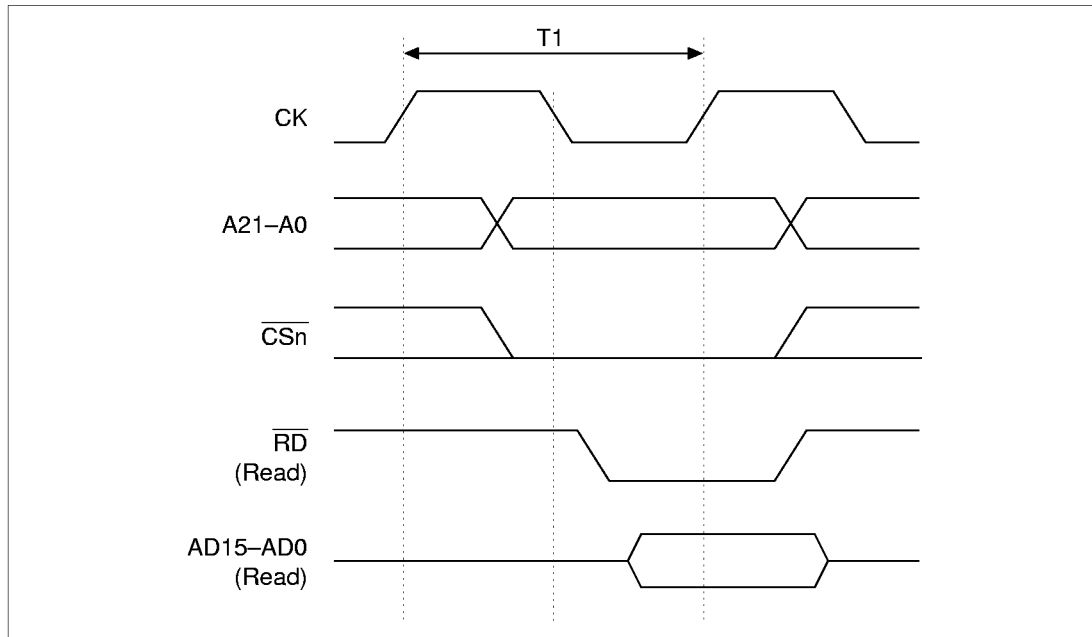 T1
CK
A21–A0
CSn
RD
(Read)
AD15–AD0
(Read)